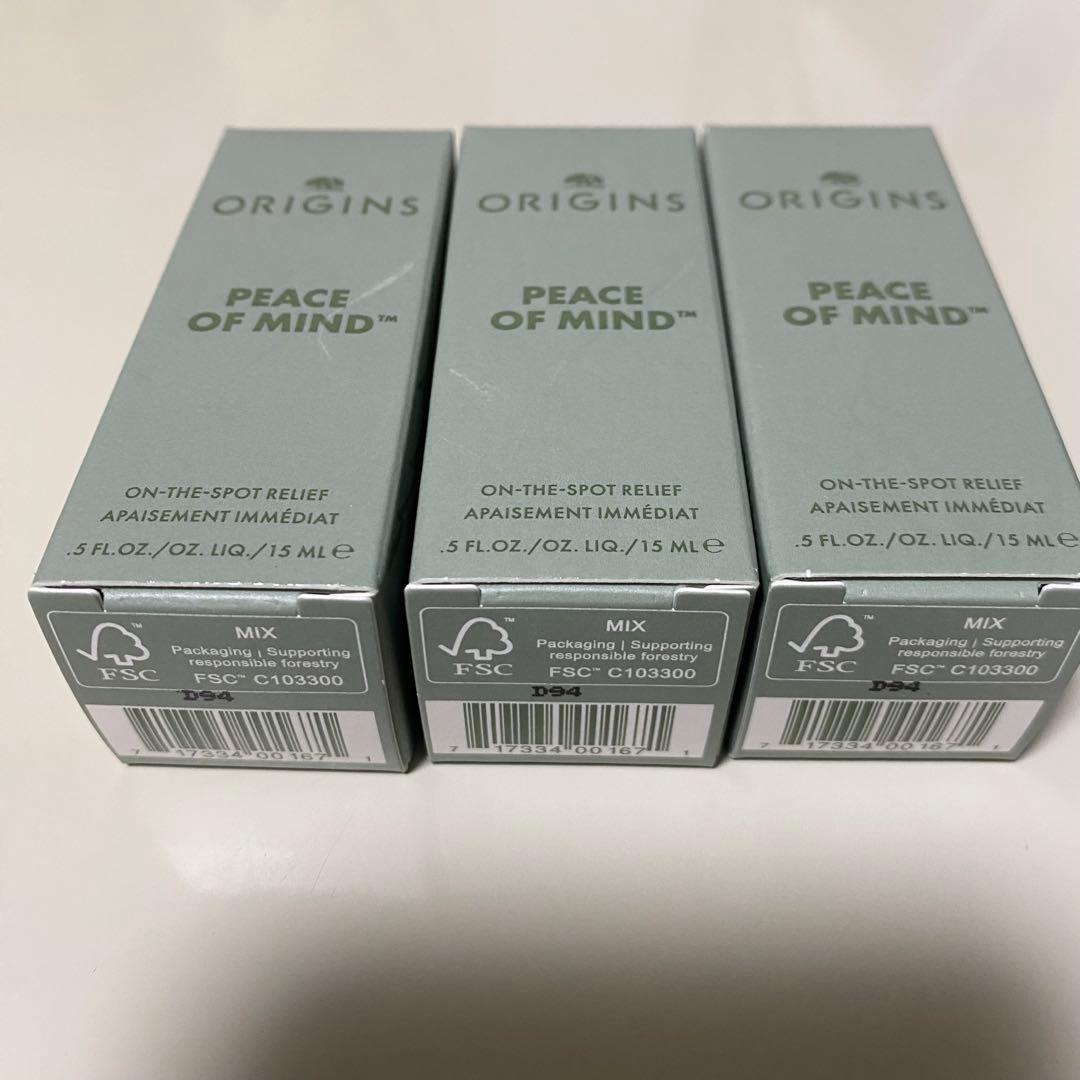 ORIGINS
PEACE
OF MIND™
ON-THE-SPOT RELIEF
APAISEMENT IMMÉDIAT
.5 FL.OZ./OZ. LIQ./15 ML ℮
FSC™
MIX
Packaging | Supporting
responsible forestry
FSC™ C103300
D94
7 17334 00167 1
ORIGINS
PEACE
OF MIND™
ON-THE-SPOT RELIEF
APAISEMENT IMMÉDIAT
.5 FL.OZ./OZ. LIQ./15 ML ℮
FSC™
MIX
Packaging | Supporting
responsible forestry
FSC™ C103300
D94
7 17334 00167 1
ORIGINS
PEACE
OF MIND™
ON-THE-SPOT RELIEF
APAISEMENT IMMÉDIAT
.5 FL.OZ./OZ. LIQ./15 ML ℮
FSC™
MIX
Packaging | Supporting
responsible forestry
FSC™ C103300
D94
7 17334 00167 1